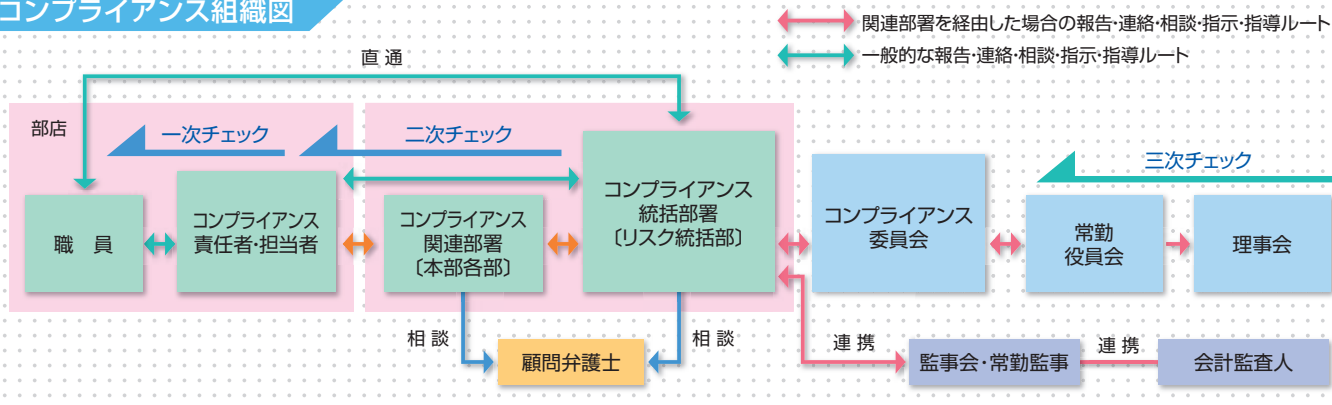 コンプライアンス組織図
関連部署を経由した場合の報告・連絡・相談・指示・指導ルート
一般的な報告・連絡・相談・指示・指導ルート
直通
部店
一次チェック
二次チェック
三次チェック
職 員
コンプライアンス
責任者・担当者
コンプライアンス
関連部署
〔本部各部〕
コンプライアンス
統括部署
〔リスク統括部〕
コンプライアンス
委員会
常勤
役員会
理事会
相談
顧問弁護士
相談
連携
監事会・常勤監事
連携
会計監査人